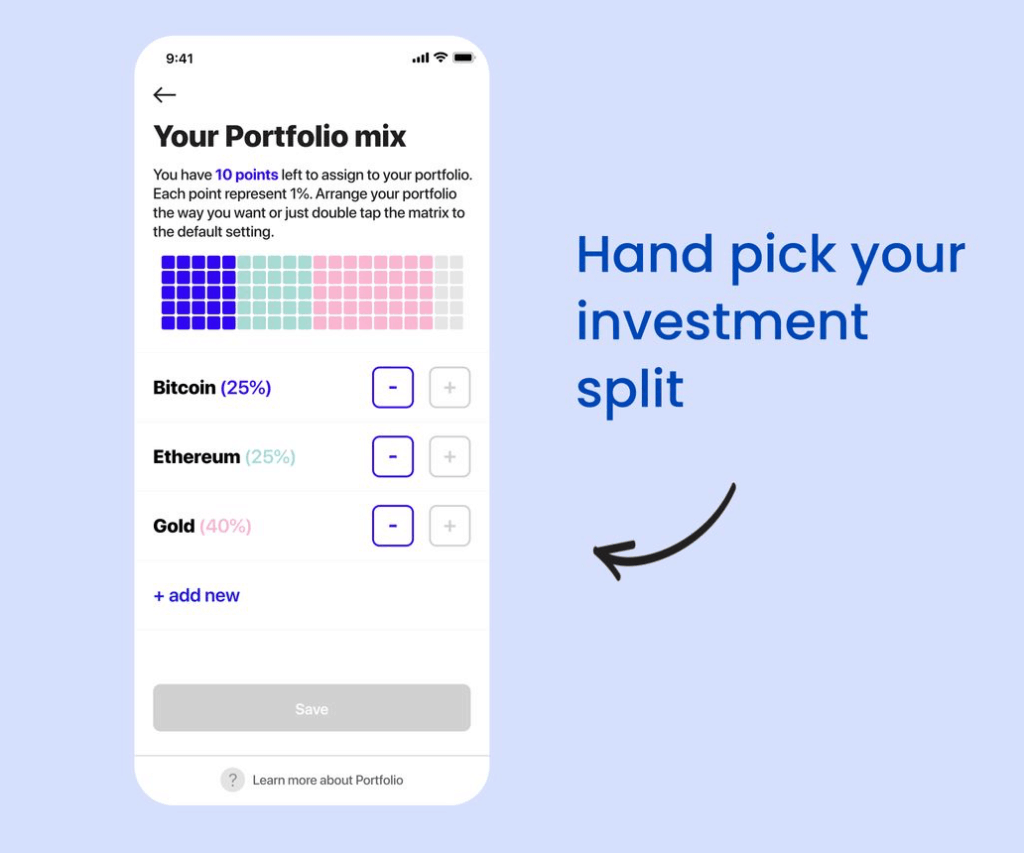 9:41
Your Portfolio mix
You have 10 points left to assign to your portfolio.
Each point represent 1%. Arrange your portfolio
the way you want or just double tap the matrix to
the default setting.
Bitcoin (25%) - +
Ethereum (25%) - +
Gold (40%) - +
+ add new
Save
? Learn more about Portfolio
Hand pick your
investment
split